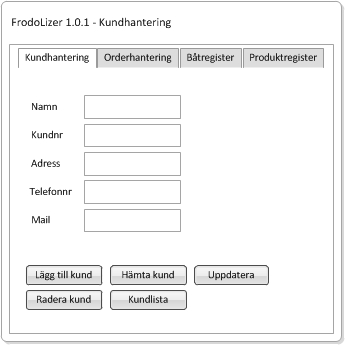 FrodoLizer 1.0.1 - Kundhantering
Kundhantering Orderhantering Båtregister Produktregister
Namn
Kundnr
Adress
Telefonnr
Mail
Lägg till kund Hämta kund Uppdatera
Radera kund Kundlista